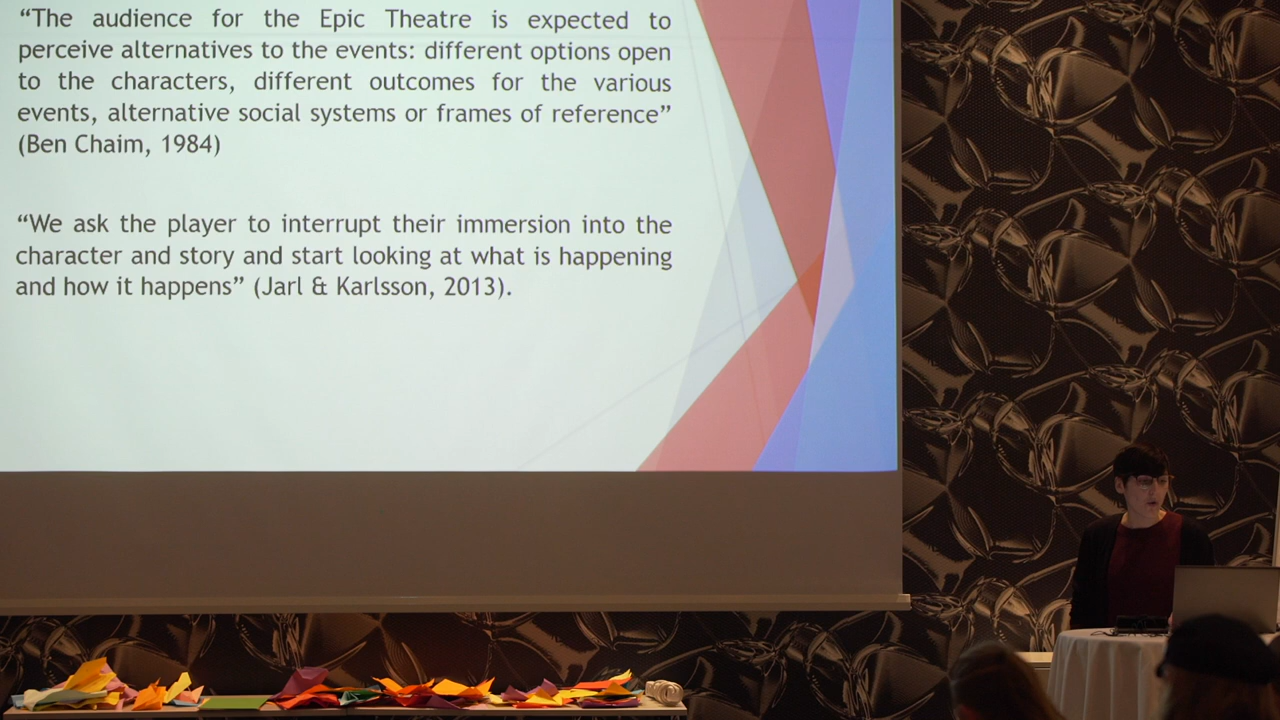 “The audience for the Epic Theatre is expected to
perceive alternatives to the events: different options open
to the characters, different outcomes for the various
events, alternative social systems or frames of reference”
(Ben Chaim, 1984)
“We ask the player to interrupt their immersion into the
character and story and start looking at what is happening
and how it happens” (Jarl & Karlsson, 2013).